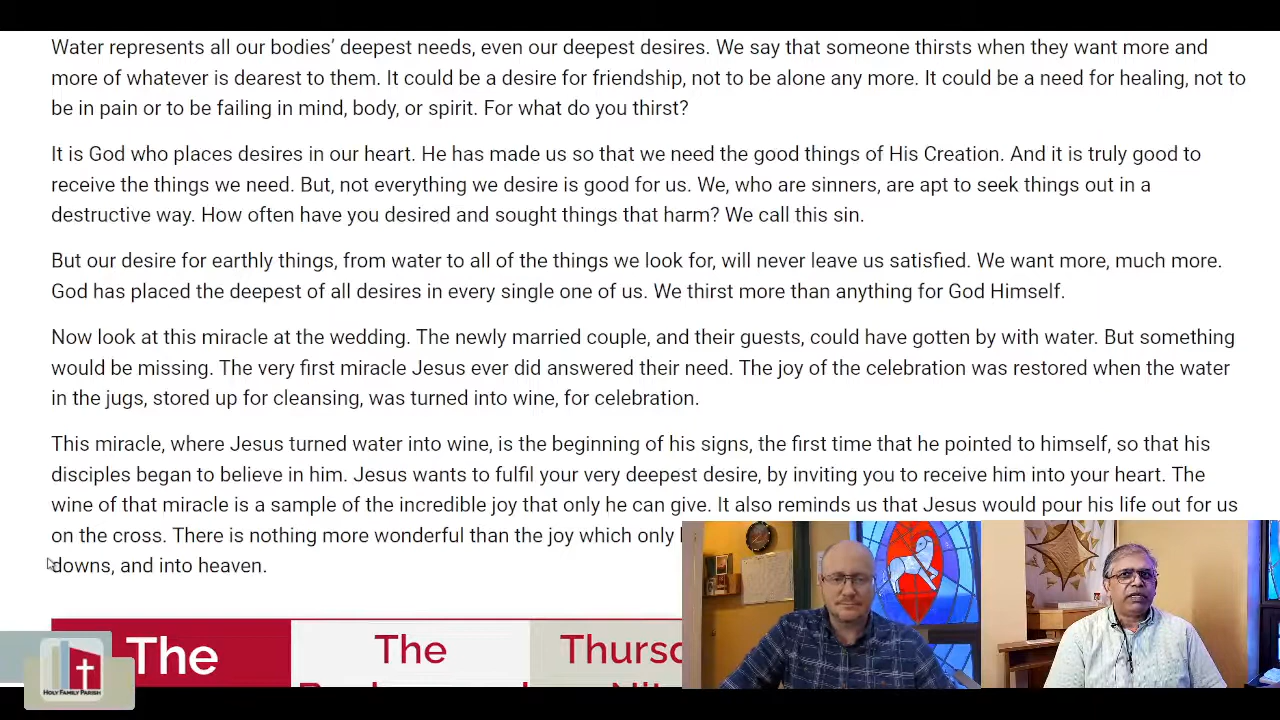 Water represents all our bodies’ deepest needs, even our deepest desires. We say that someone thirsts when they want more and
more of whatever is dearest to them. It could be a desire for friendship, not to be alone any more. It could be a need for healing, not to
be in pain or to be failing in mind, body, or spirit. For what do you thirst?
It is God who places desires in our heart. He has made us so that we need the good things of His Creation. And it is truly good to
receive the things we need. But, not everything we desire is good for us. We, who are sinners, are apt to seek things out in a
destructive way. How often have you desired and sought things that harm? We call this sin.
But our desire for earthly things, from water to all of the things we look for, will never leave us satisfied. We want more, much more.
God has placed the deepest of all desires in every single one of us. We thirst more than anything for God Himself.
Now look at this miracle at the wedding. The newly married couple, and their guests, could have gotten by with water. But something
would be missing. The very first miracle Jesus ever did answered their need. The joy of the celebration was restored when the water
in the jugs, stored up for cleansing, was turned into wine, for celebration.
This miracle, where Jesus turned water into wine, is the beginning of his signs, the first time that he pointed to himself, so that his
disciples began to believe in him. Jesus wants to fulfil your very deepest desire, by inviting you to receive him into your heart. The
wine of that miracle is a sample of the incredible joy that only he can give. It also reminds us that Jesus would pour his life out for us
on the cross. There is nothing more wonderful than the joy which only
downs, and into heaven.
The
The
HOLY FAMILY PARISH